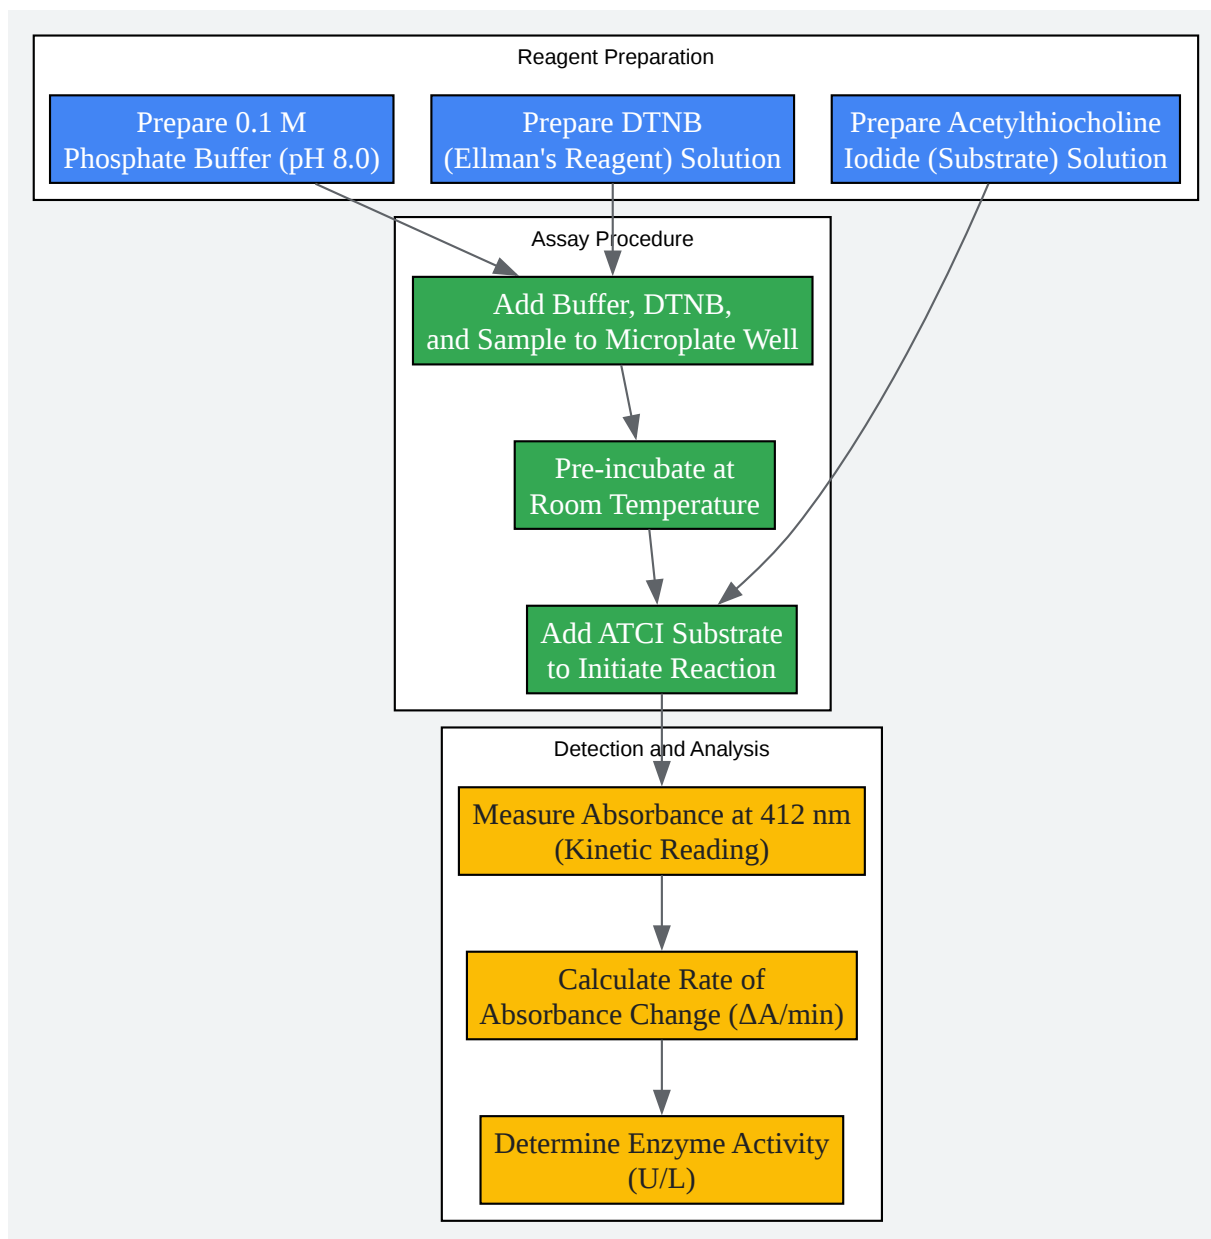 Reagent Preparation
Prepare 0.1 M
Phosphate Buffer (pH 8.0)
Prepare DTNB
(Ellman's Reagent) Solution
Prepare Acetylthiocholine
Iodide (Substrate) Solution
Assay Procedure
Add Buffer, DTNB,
and Sample to Microplate Well
Pre-incubate at
Room Temperature
Add ATCI Substrate
to Initiate Reaction
Detection and Analysis
Measure Absorbance at 412 nm
(Kinetic Reading)
Calculate Rate of
Absorbance Change (ΔA/min)
Determine Enzyme Activity
(U/L)